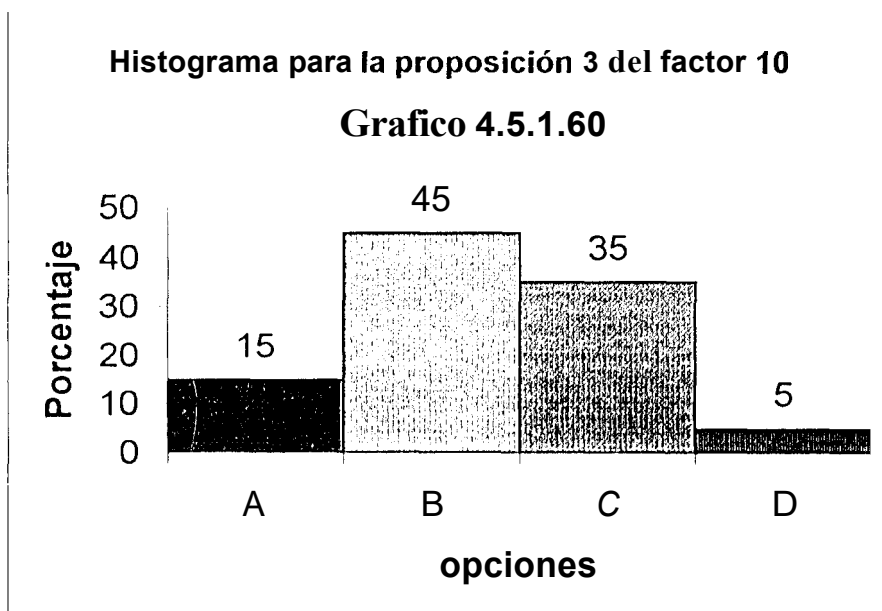 Histograma para la proposición 3 del factor 10
Grafico 4.5.1.60
Porcentaje
50
40
30
20
10
0
15
45
35
5
A B C D
opciones